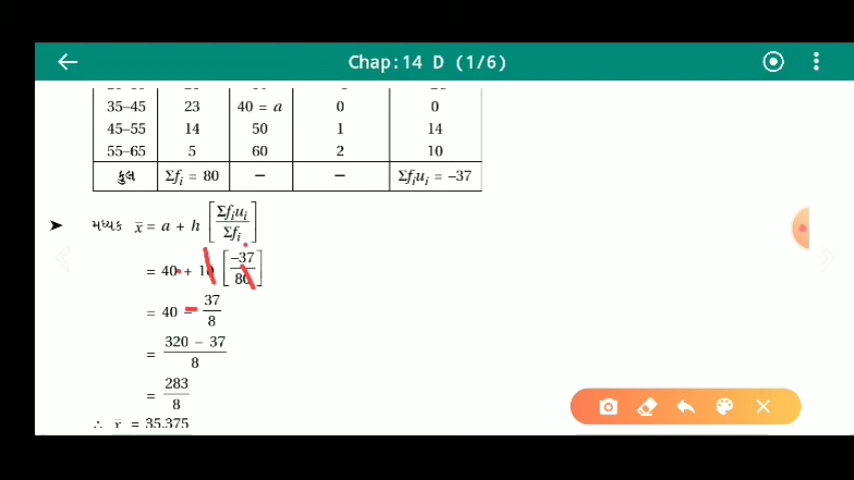 Chap:14 D (1/6)
35–45 23 40 = a 0 0
45–55 14 50 1 14
55–65 5 60 2 10
કુલ Σfᵢ = 80 – – Σfᵢuᵢ = –37
➤ મધ્યક x̄ = a + h [Σfᵢuᵢ / Σfᵢ]
= 40 + 10 [–37 / 80]
= 40 – 37/8
= 320 – 37 / 8
= 283 / 8
∴ x̄ = 35.375